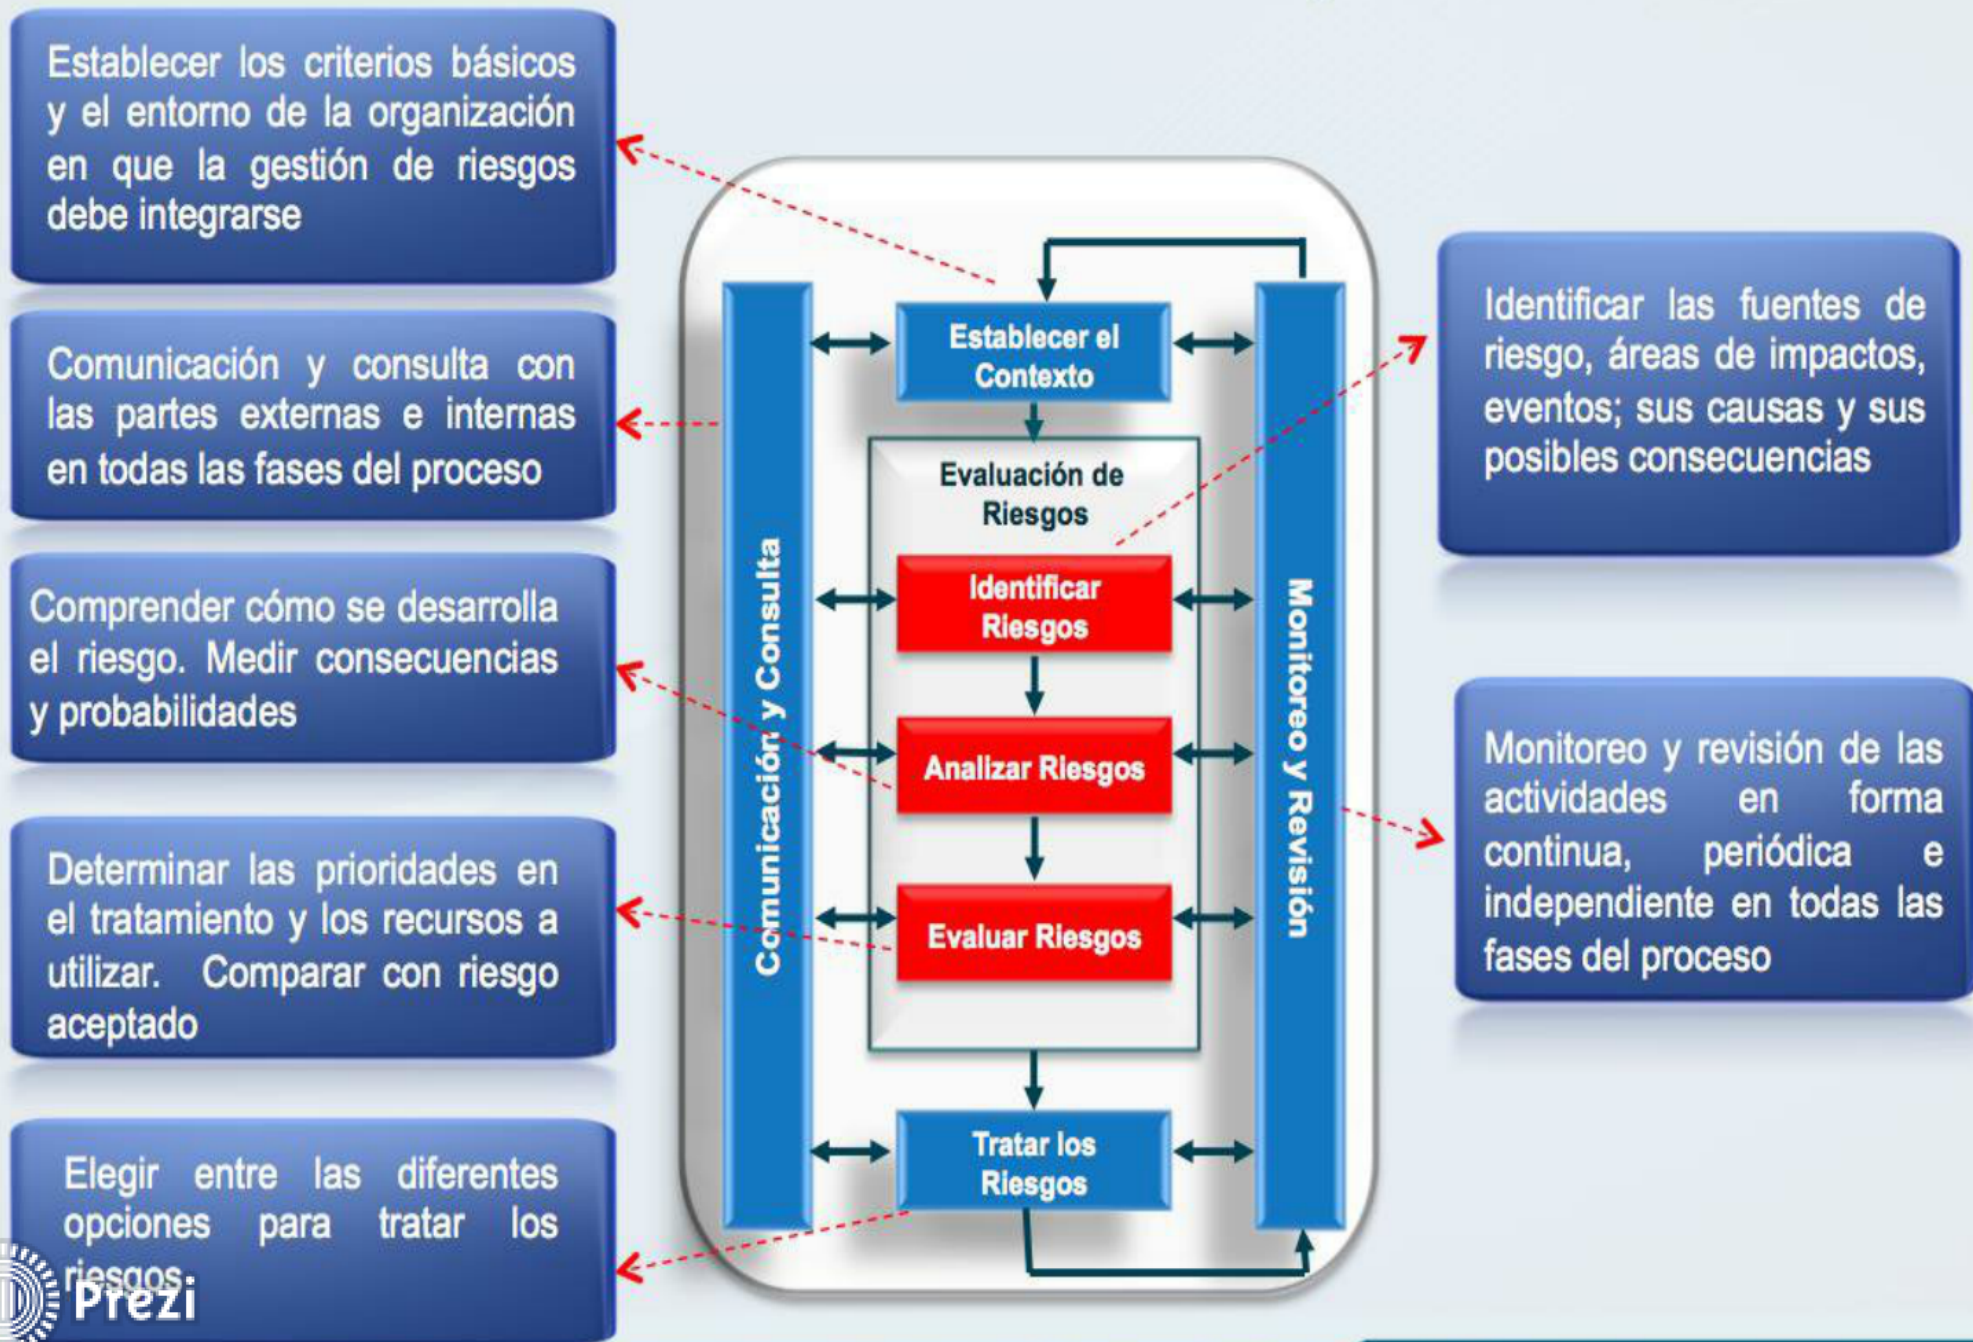 Establecer los criterios básicos
y el entorno de la organización
en que la gestión de riesgos
debe integrarse
Comunicación y consulta con
las partes externas e internas
en todas las fases del proceso
Comprender cómo se desarrolla
el riesgo. Medir consecuencias
y probabilidades
Determinar las prioridades en
el tratamiento y los recursos a
utilizar. Comparar con riesgo
aceptado
Elegir entre las diferentes
opciones para tratar los
riesgos
Prezi
Comunicación y Consulta
Establecer el
Contexto
Evaluación de
Riesgos
Identificar
Riesgos
Analizar Riesgos
Evaluar Riesgos
Tratar los
Riesgos
Monitoreo y Revisión
Identificar las fuentes de
riesgo, áreas de impactos,
eventos; sus causas y sus
posibles consecuencias
Monitoreo y revisión de las
actividades en forma
continua, periódica e
independiente en todas las
fases del proceso